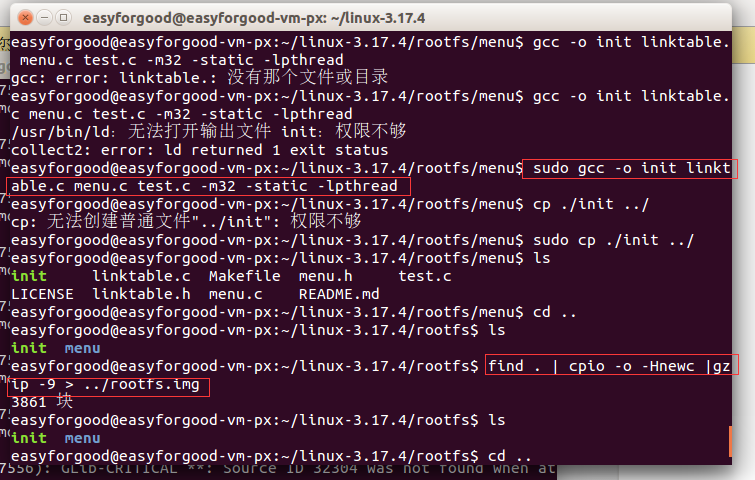 easyforgood@easyforgood-vm-px: ~/linux-3.17.4
easyforgood@easyforgood-vm-px:~/linux-3.17.4/rootfs/menu$ gcc -o init linktable.
 menu.c test.c -m32 -static -lpthread
gcc: error: linktable.: 没有那个文件或目录
easyforgood@easyforgood-vm-px:~/linux-3.17.4/rootfs/menu$ gcc -o init linktable.
c menu.c test.c -m32 -static -lpthread
/usr/bin/ld: 无法打开输出文件 init: 权限不够
collect2: error: ld returned 1 exit status
easyforgood@easyforgood-vm-px:~/linux-3.17.4/rootfs/menu$ sudo gcc -o init linkt
able.c menu.c test.c -m32 -static -lpthread
easyforgood@easyforgood-vm-px:~/linux-3.17.4/rootfs/menu$ cp ./init ../
cp: 无法创建普通文件"../init": 权限不够
easyforgood@easyforgood-vm-px:~/linux-3.17.4/rootfs/menu$ sudo cp ./init ../
easyforgood@easyforgood-vm-px:~/linux-3.17.4/rootfs/menu$ ls
init     linktable.c  Makefile  menu.h     test.c
LICENSE  linktable.h  menu.c    README.md
easyforgood@easyforgood-vm-px:~/linux-3.17.4/rootfs/menu$ cd ..
easyforgood@easyforgood-vm-px:~/linux-3.17.4/rootfs$ ls
init  menu
easyforgood@easyforgood-vm-px:~/linux-3.17.4/rootfs$ find . | cpio -o -Hnewc |gz
ip -9 > ../rootfs.img
3861 块
easyforgood@easyforgood-vm-px:~/linux-3.17.4/rootfs$ ls
init  menu
easyforgood@easyforgood-vm-px:~/linux-3.17.4/rootfs$ cd ..
7556): GLib-CRITICAL **: Source ID 32304 was not found when at